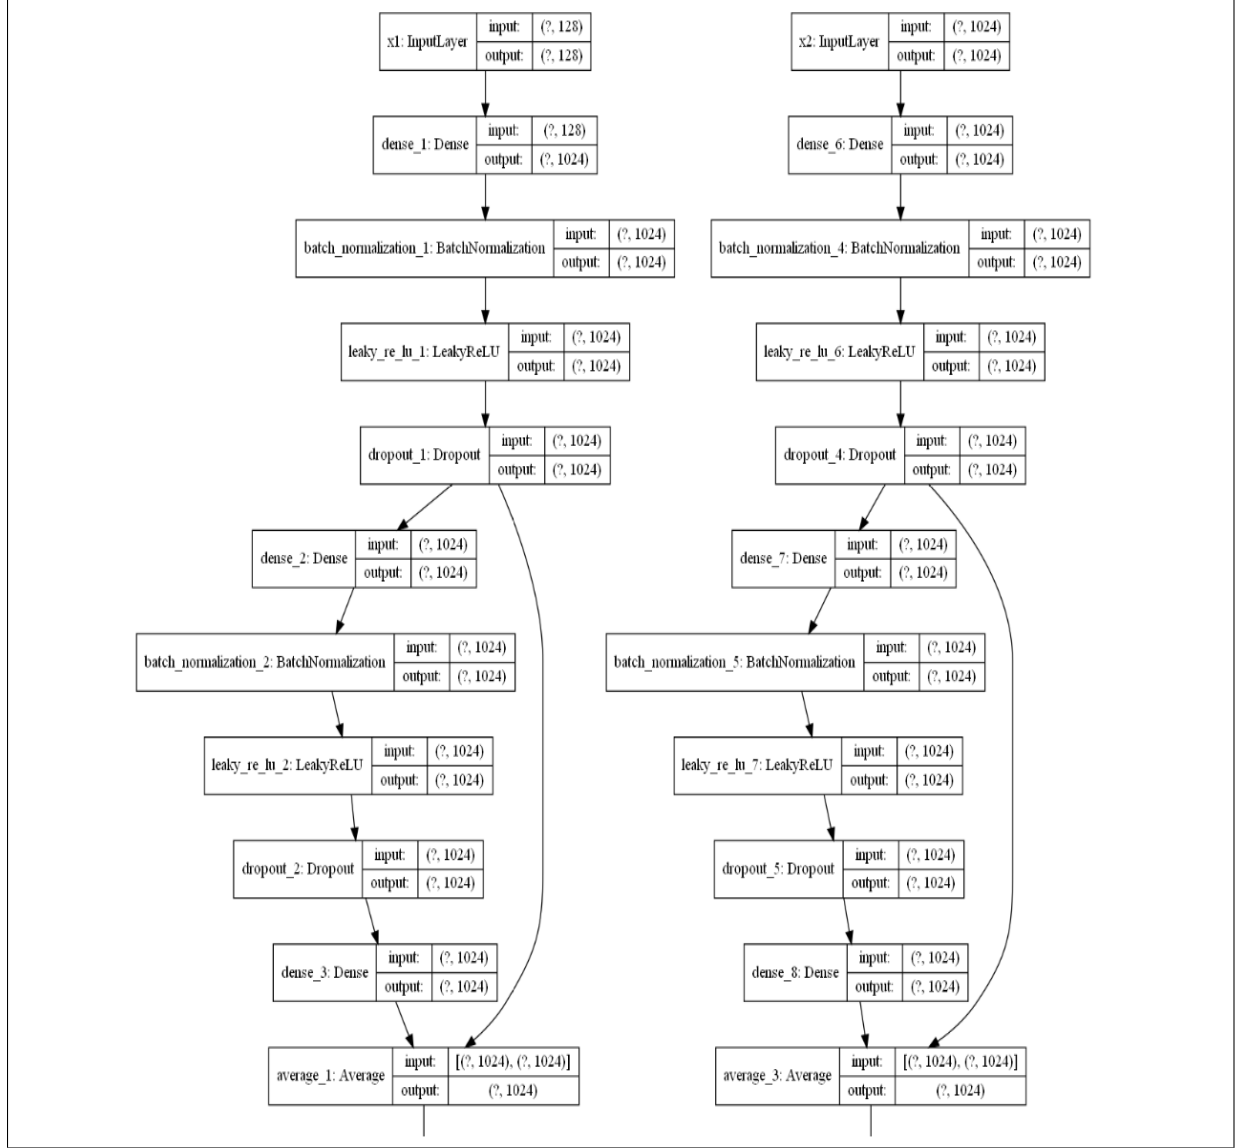 x1: InputLayer input: (?, 128)
output: (?, 128)
x2: InputLayer input: (?, 1024)
output: (?, 1024)
dense_1: Dense input: (?, 128)
output: (?, 1024)
dense_6: Dense input: (?, 1024)
output: (?, 1024)
batch_normalization_1: BatchNormalization input: (?, 1024)
output: (?, 1024)
batch_normalization_4: BatchNormalization input: (?, 1024)
output: (?, 1024)
leaky_re_lu_1: LeakyReLU input: (?, 1024)
output: (?, 1024)
leaky_re_lu_6: LeakyReLU input: (?, 1024)
output: (?, 1024)
dropout_1: Dropout input: (?, 1024)
output: (?, 1024)
dropout_4: Dropout input: (?, 1024)
output: (?, 1024)
dense_2: Dense input: (?, 1024)
output: (?, 1024)
dense_7: Dense input: (?, 1024)
output: (?, 1024)
batch_normalization_2: BatchNormalization input: (?, 1024)
output: (?, 1024)
batch_normalization_5: BatchNormalization input: (?, 1024)
output: (?, 1024)
leaky_re_lu_2: LeakyReLU input: (?, 1024)
output: (?, 1024)
leaky_re_lu_7: LeakyReLU input: (?, 1024)
output: (?, 1024)
dropout_2: Dropout input: (?, 1024)
output: (?, 1024)
dropout_5: Dropout input: (?, 1024)
output: (?, 1024)
dense_3: Dense input: (?, 1024)
output: (?, 1024)
dense_8: Dense input: (?, 1024)
output: (?, 1024)
average_1: Average input: [(?, 1024), (?, 1024)]
output: (?, 1024)
average_3: Average input: [(?, 1024), (?, 1024)]
output: (?, 1024)